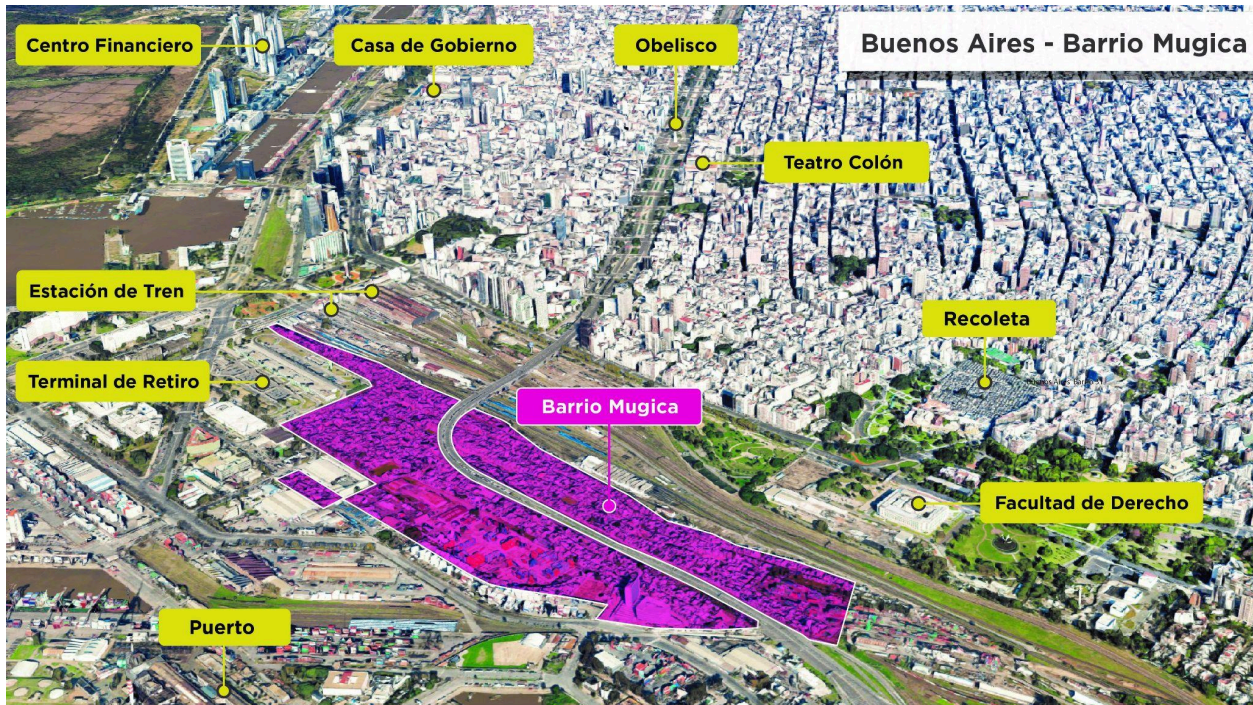 Centro Financiero
Casa de Gobierno
Obelisco
Buenos Aires - Barrio Mugica
Teatro Colón
Estación de Tren
Recoleta
Terminal de Retiro
Barrio Mugica
Facultad de Derecho
Puerto